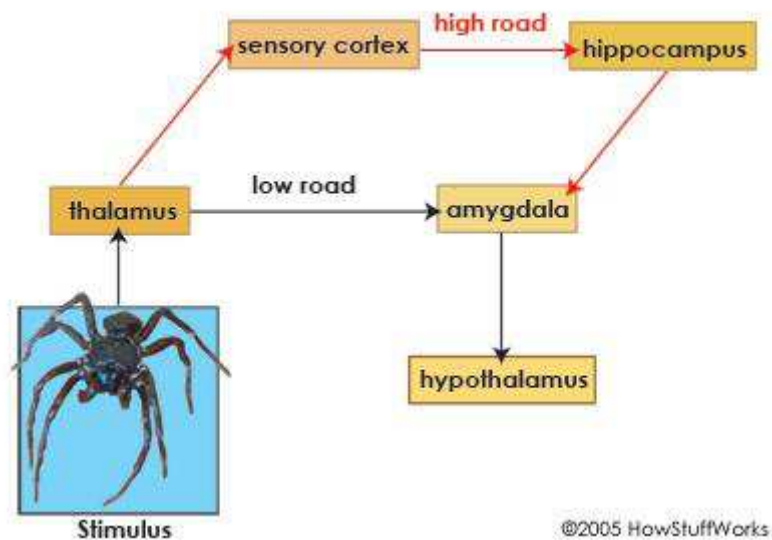 sensory cortex
high road
hippocampus
thalamus
low road
amygdala
hypothalamus
Stimulus
©2005 HowStuffWorks